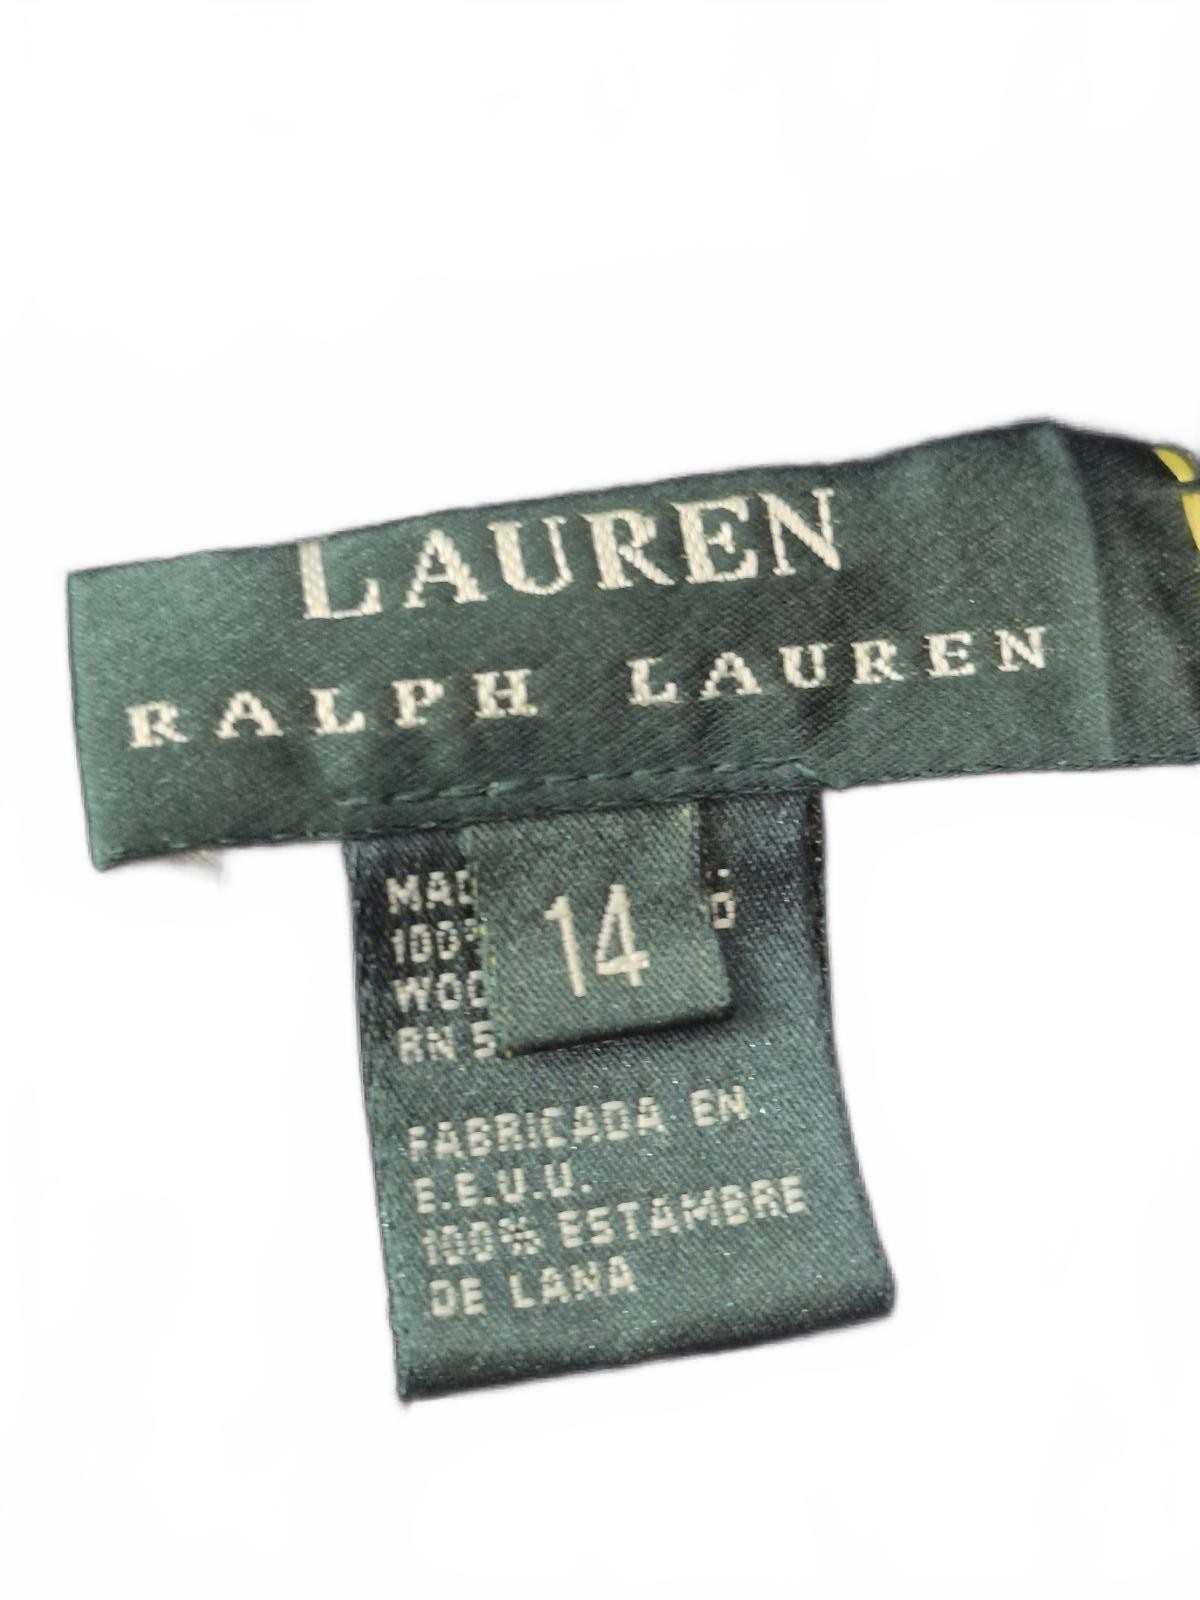 LAUREN
RALPH LAUREN
14
FABRICADA EN
E.E.U.U.
100% ESTAMBRE
DE LANA